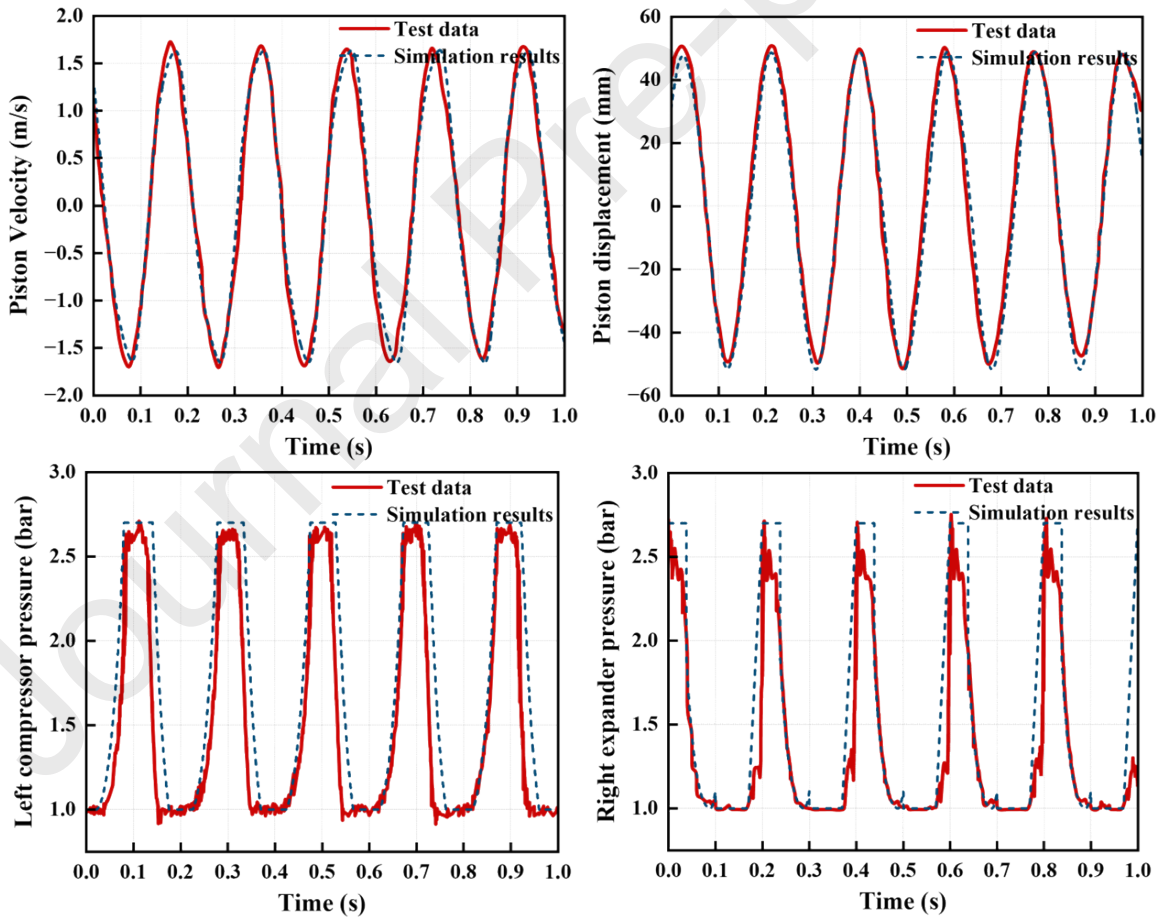 Test data
Simulation results
2.0
1.5
1.0
0.5
0.0
−0.5
−1.0
−1.5
−2.0
Piston Velocity (m/s)
0.0 0.1 0.2 0.3 0.4 0.5 0.6 0.7 0.8 0.9 1.0
Time (s)
Test data
Simulation results
60
40
20
0
−20
−40
−60
Piston displacement (mm)
0.0 0.1 0.2 0.3 0.4 0.5 0.6 0.7 0.8 0.9 1.0
Time (s)
Test data
Simulation results
3.0
2.5
2.0
1.5
1.0
Left compressor pressure (bar)
0.0 0.1 0.2 0.3 0.4 0.5 0.6 0.7 0.8 0.9 1.0
Time (s)
Test data
Simulation results
3.0
2.5
2.0
1.5
1.0
Right expander pressure (bar)
0.0 0.1 0.2 0.3 0.4 0.5 0.6 0.7 0.8 0.9 1.0
Time (s)
Journal Pre-p